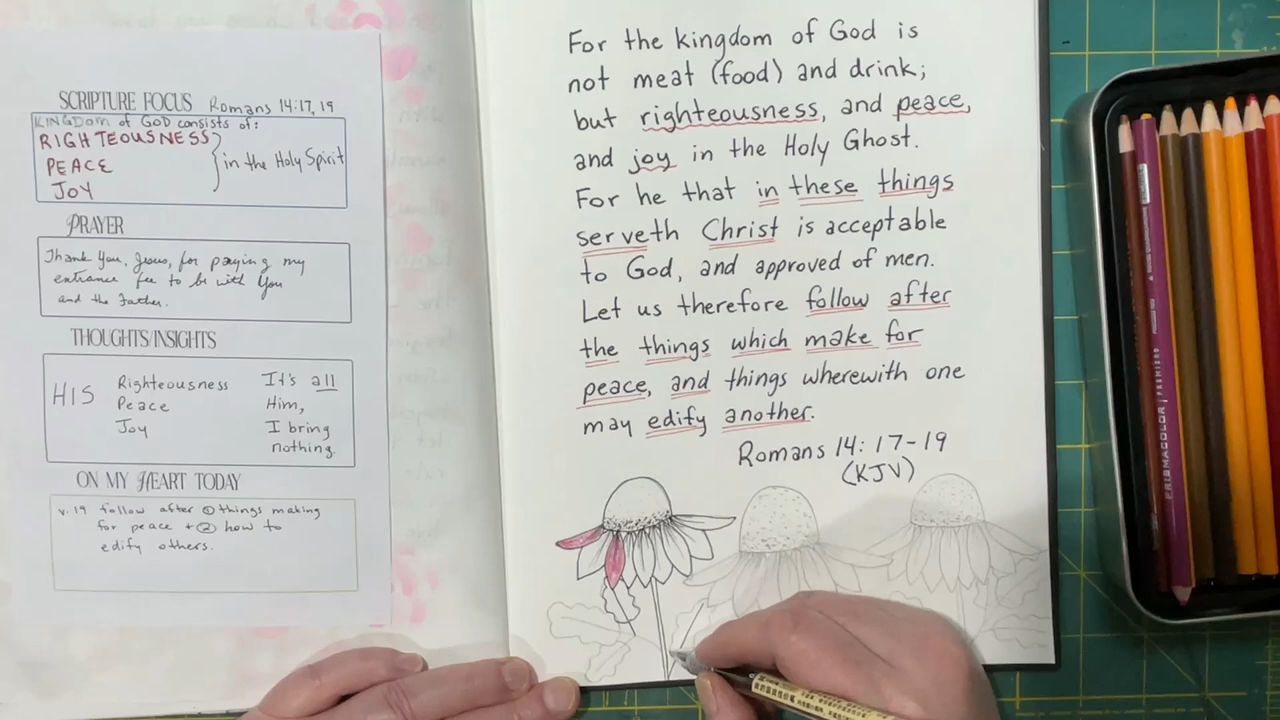 SCRIPTURE FOCUS Romans 14:17, 19
KINGDOM of GOD consists of:
RIGHTEOUSNESS
PEACE
JOY
in the Holy Spirit
PRAYER
Thank You, Jesus, for paying my
entrance fee to be with You
and the Father.
THOUGHTS/INSIGHTS
HIS
Righteousness
Peace
Joy
It's all
Him,
I bring
nothing.
ON MY HEART TODAY
v. 19 follow after ① things making
for peace + ② how to
edify others.
For the kingdom of God is
not meat (food) and drink;
but righteousness, and peace,
and joy in the Holy Ghost.
For he that in these things
serveth Christ is acceptable
to God, and approved of men.
Let us therefore follow after
the things which make for
peace, and things wherewith one
may edify another.
Romans 14: 17-19
(KJV)
PRISMACOLOR